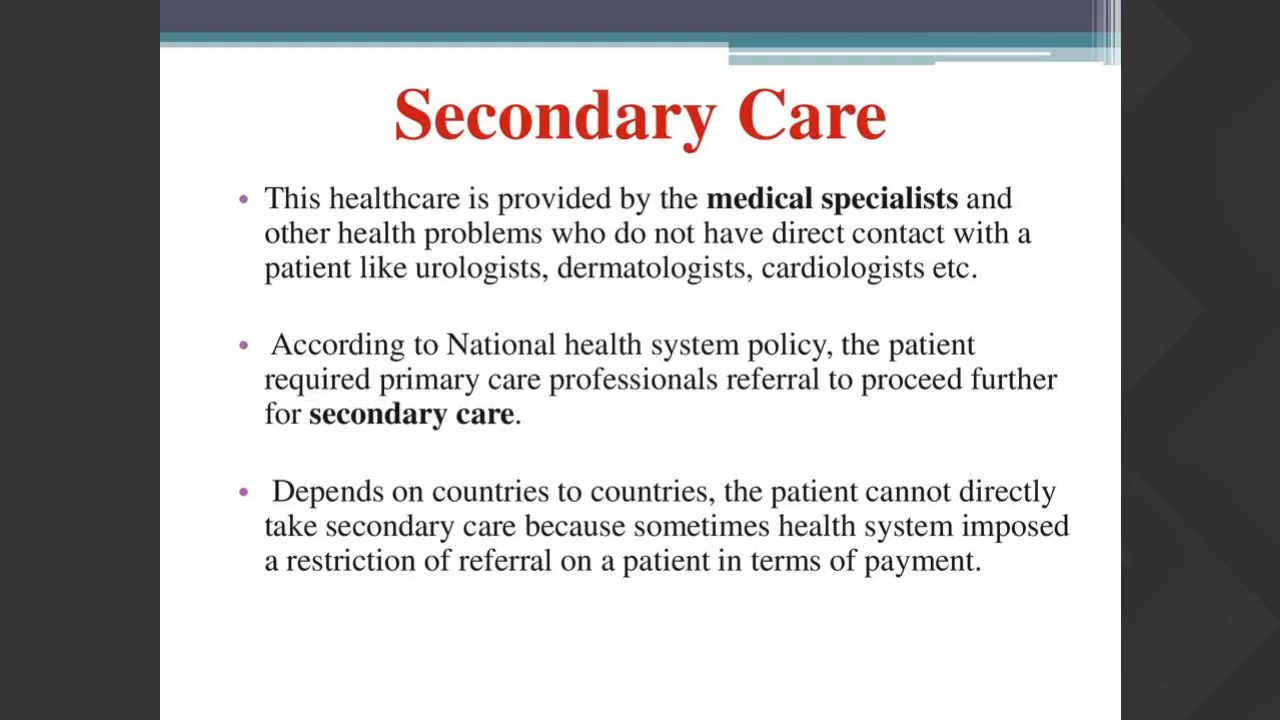 Secondary Care
• This healthcare is provided by the medical specialists and
other health problems who do not have direct contact with a
patient like urologists, dermatologists, cardiologists etc.
• According to National health system policy, the patient
required primary care professionals referral to proceed further
for secondary care.
• Depends on countries to countries, the patient cannot directly
take secondary care because sometimes health system imposed
a restriction of referral on a patient in terms of payment.